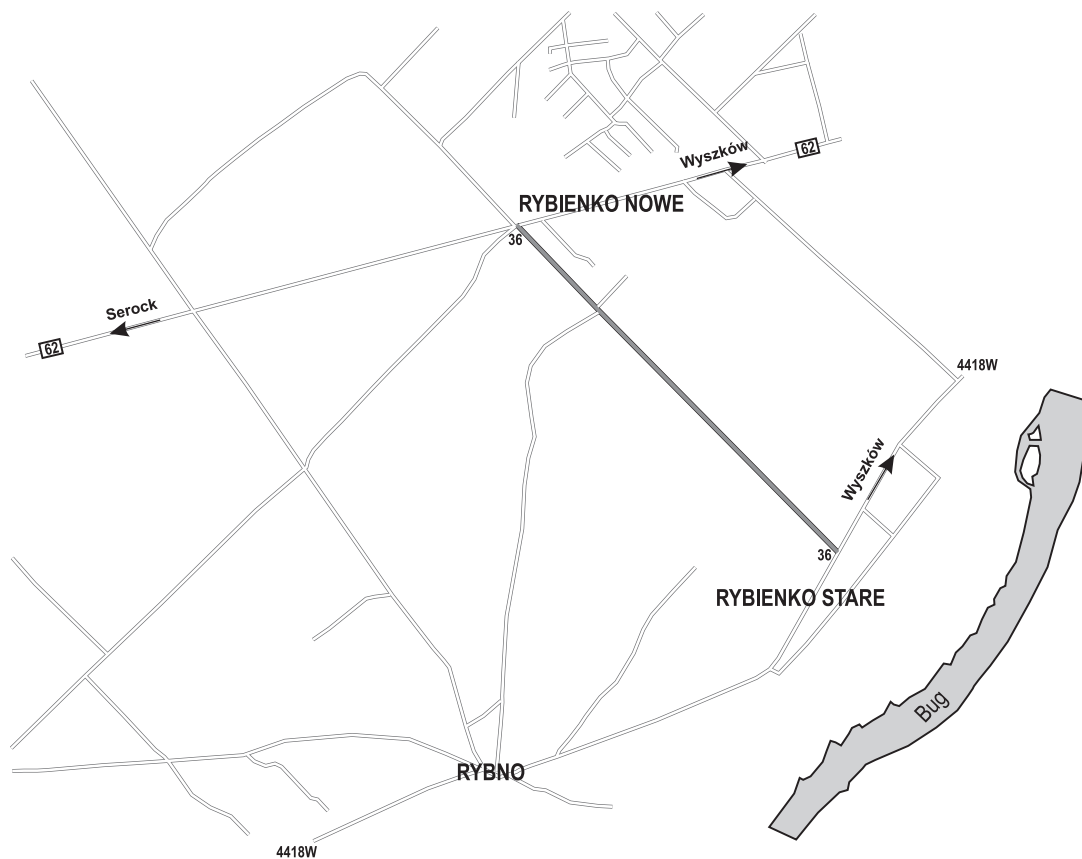 Wyszków
62
RYBIENKO NOWE
36
Serock
62
4418W
Wyszków
36
RYBIENKO STARE
Bug
RYBNO
4418W